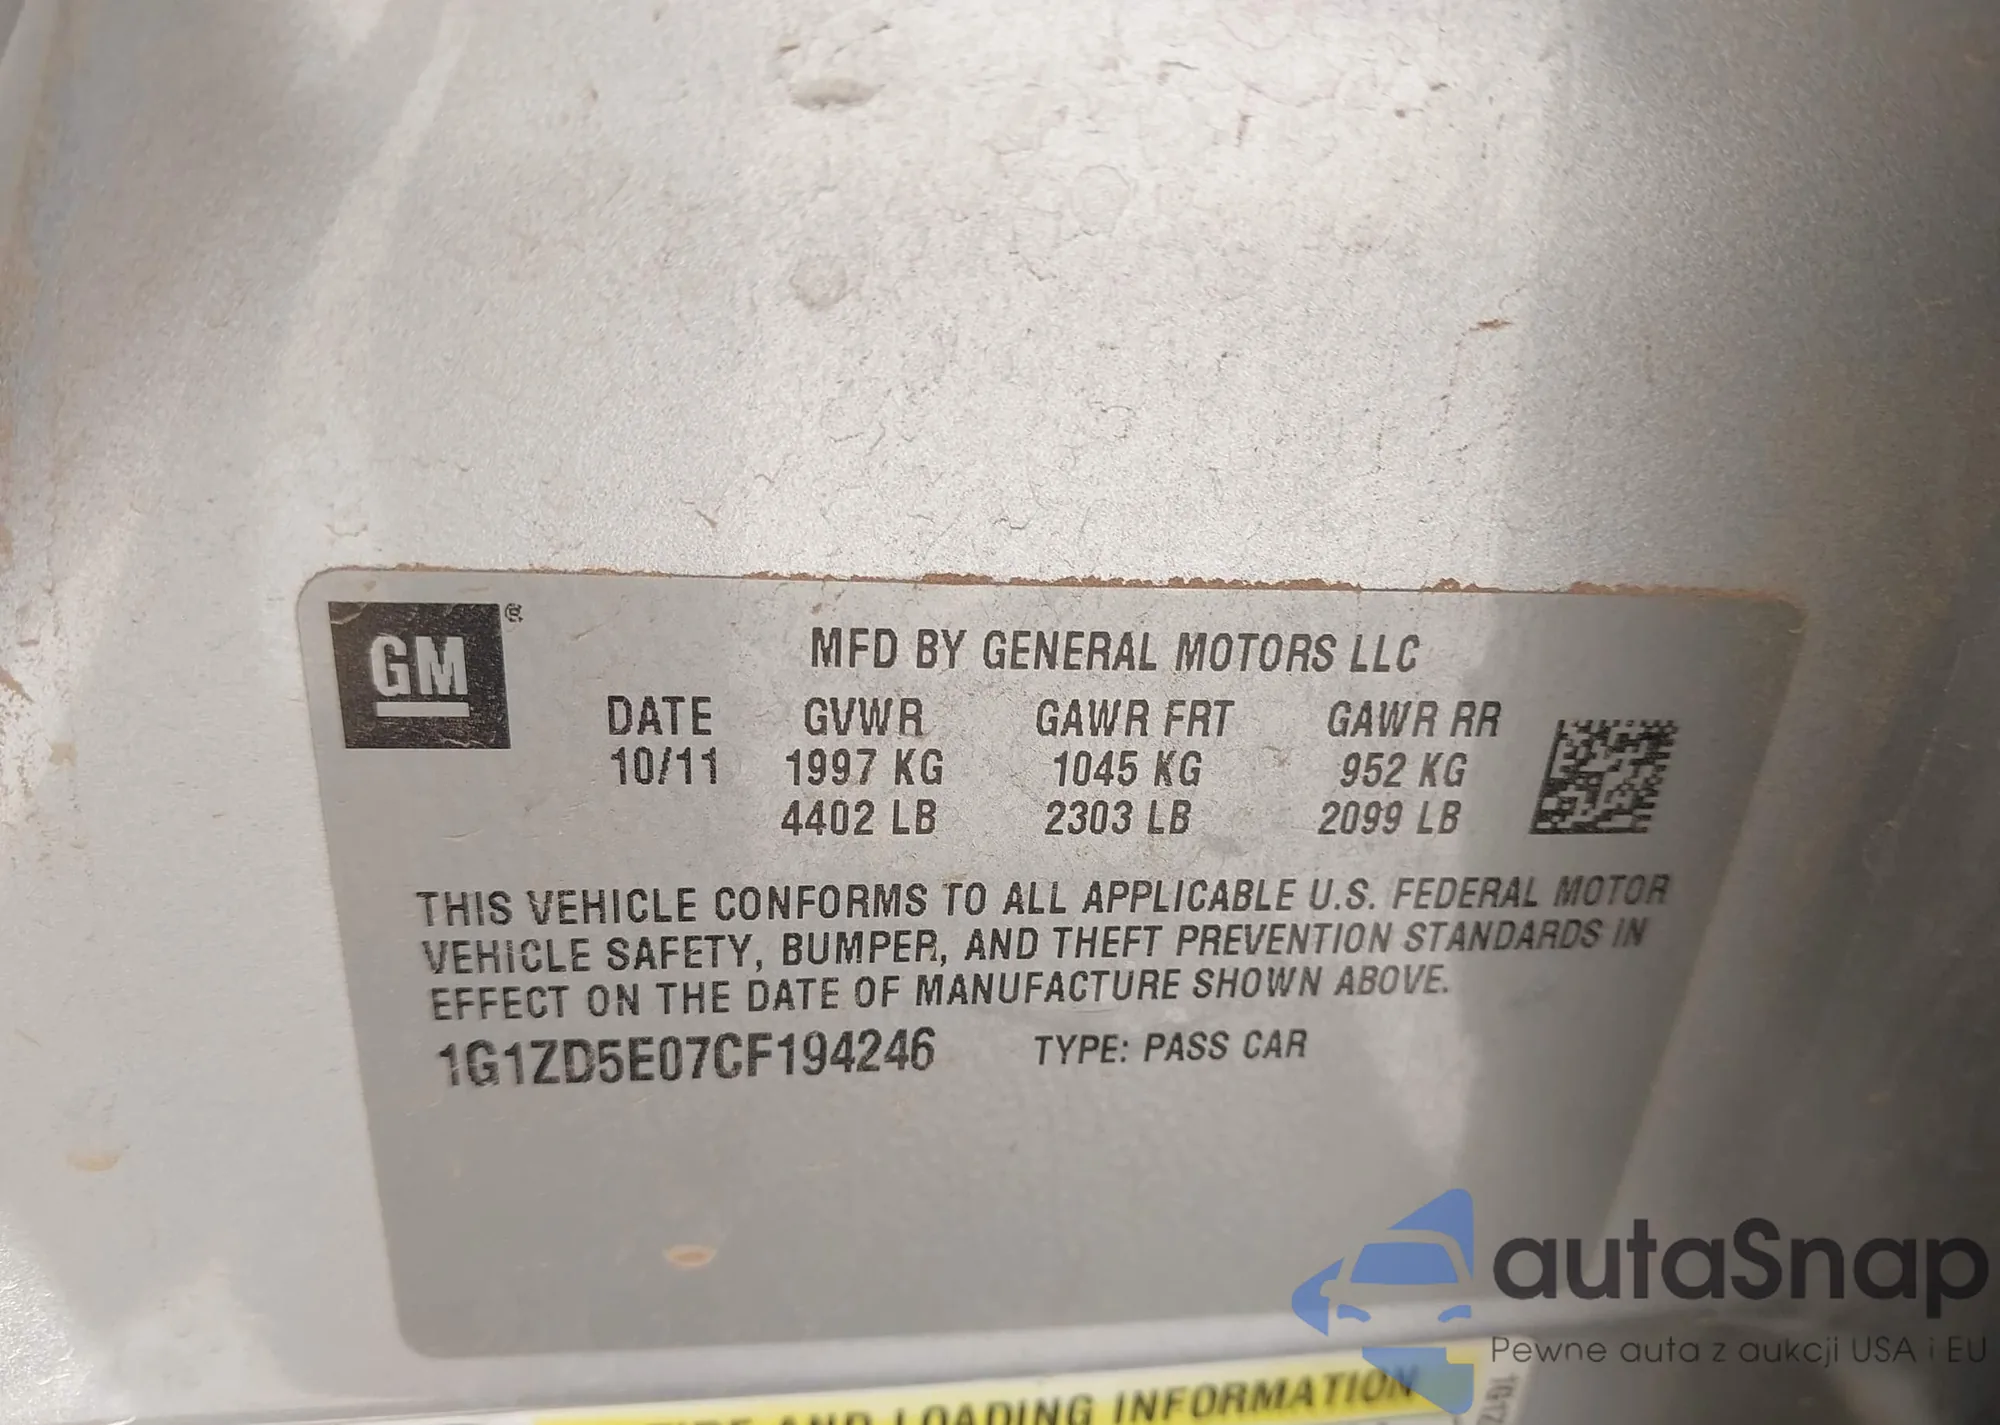 GM ®
MFD BY GENERAL MOTORS LLC
DATE GVWR GAWR FRT GAWR RR
10/11 1997 KG 1045 KG 952 KG
4402 LB 2303 LB 2099 LB
THIS VEHICLE CONFORMS TO ALL APPLICABLE U.S. FEDERAL MOTOR
VEHICLE SAFETY, BUMPER, AND THEFT PREVENTION STANDARDS IN
EFFECT ON THE DATE OF MANUFACTURE SHOWN ABOVE.
1G1ZD5E07CF194246 TYPE: PASS CAR
autaSnap
Pewne auta z aukcji USA i EU
AND LOADING INFORMATION